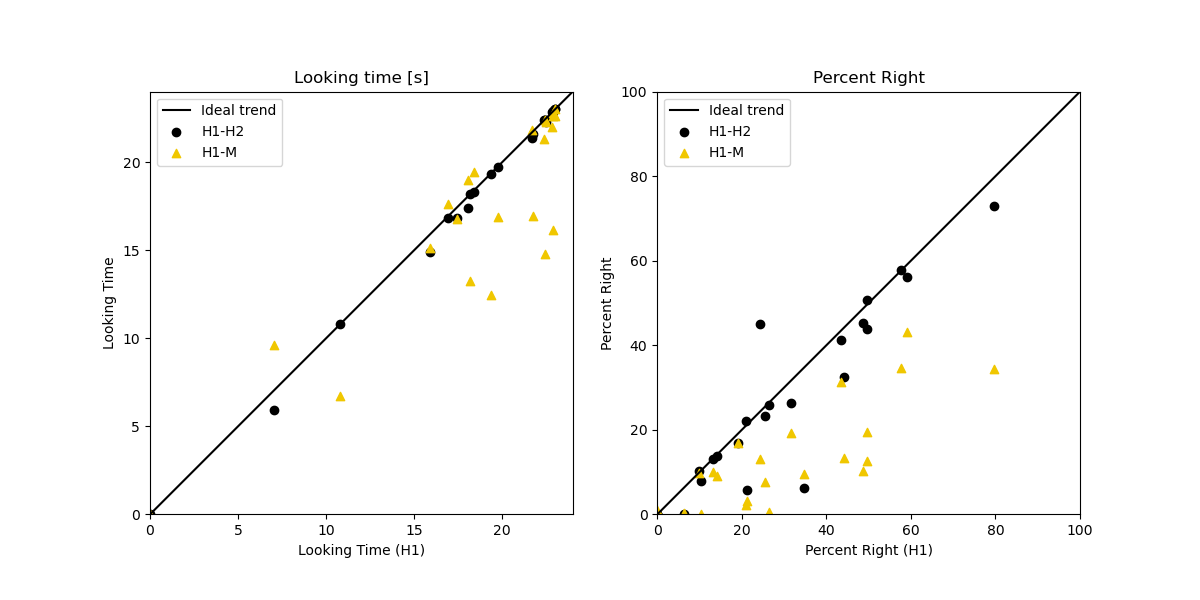 Looking time [s]
Ideal trend
H1-H2
H1-M
20
15
10
5
0
0 5 10 15 20
Looking Time
Looking Time (H1)
Percent Right
Ideal trend
H1-H2
H1-M
100
80
60
40
20
0
0 20 40 60 80 100
Percent Right
Percent Right (H1)